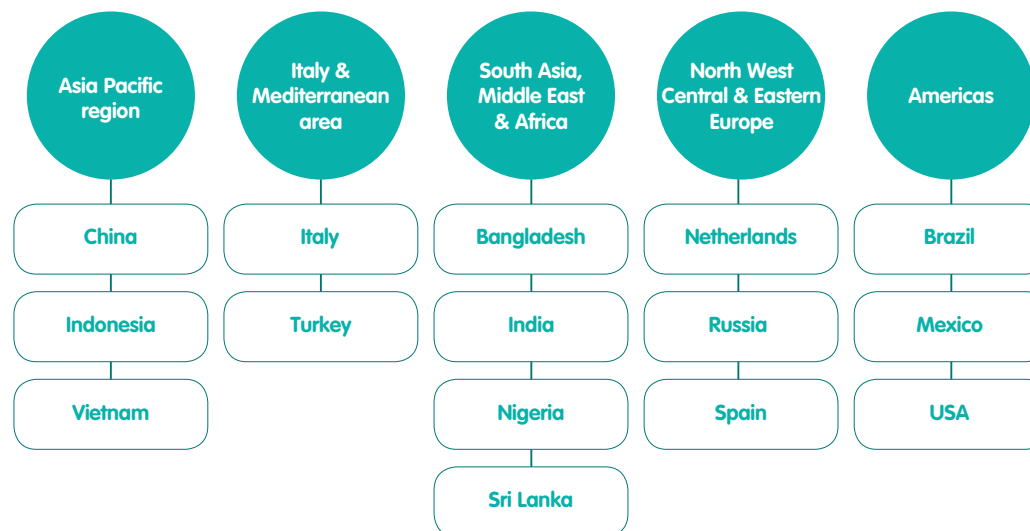 Asia Pacific
region
Italy &
Mediterranean
area
South Asia,
Middle East
& Africa
North West
Central & Eastern
Europe
Americas
China
Italy
Bangladesh
Netherlands
Brazil
Indonesia
Turkey
India
Russia
Mexico
Vietnam
Nigeria
Spain
USA
Sri Lanka